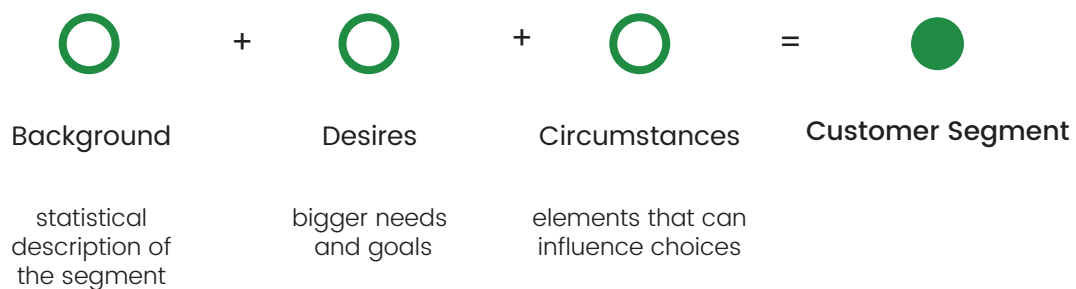 + + =
Background
Desires
Circumstances
Customer Segment
statistical
description of
the segment
bigger needs
and goals
elements that can
influence choices